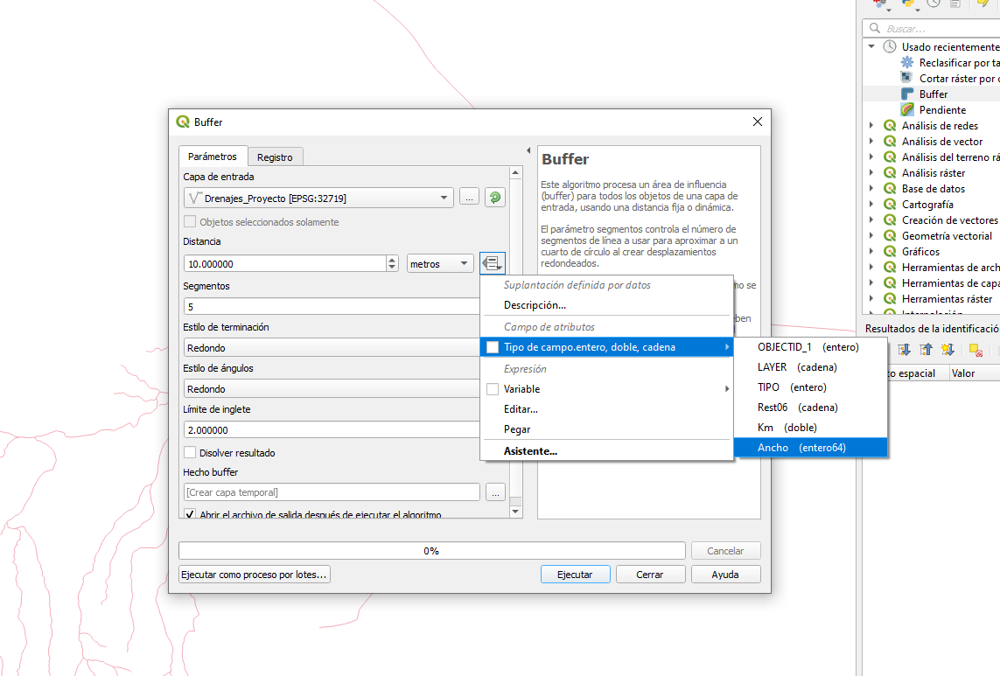 Buffer
Parámetros
Registro
Capa de entrada
Drenajes_Proyecto [EPSG:32719]
...
Objetos seleccionados solamente
Distancia
10.000000
metros
Segmentos
5
Estilo de terminación
Redondo
Estilo de ángulos
Redondo
Límite de inglete
2.000000
Disolver resultado
Hecho buffer
[Crear capa temporal]
...
Abrir el archivo de salida después de ejecutar el algoritmo
0%
Cancelar
Ejecutar como proceso por lotes...
Ejecutar
Cerrar
Ayuda
Buffer
Este algoritmo procesa un área de influencia
(buffer) para todos los objetos de una capa de
entrada, usando una distancia fija o dinámica.
El parámetro segmentos controla el número de
segmentos de línea a usar para aproximar a un
cuarto de círculo al crear desplazamientos
redondeados.
se
Suplantación definida por datos
Descripción...
Campo de atributos
Tipo de campo.entero, doble, cadena
Expresión
Variable
Editar...
Pegar
Asistente...
OBJECTID_1 (entero)
LAYER (cadena)
TIPO (entero)
Rest06 (cadena)
Km (doble)
Ancho (entero64)
Buscar...
Usado recientemente
Reclasificar por ta
Cortar ráster por
Buffer
Pendiente
Análisis de redes
Análisis de vector
Análisis del terreno rá
Análisis ráster
Base de datos
Cartografía
Creación de vectores
Geometría vectorial
Gráficos
Herramientas de arch
Herramientas de capa
Herramientas ráster
Interpolación
Resultados de la identificació
to espacial
Valor